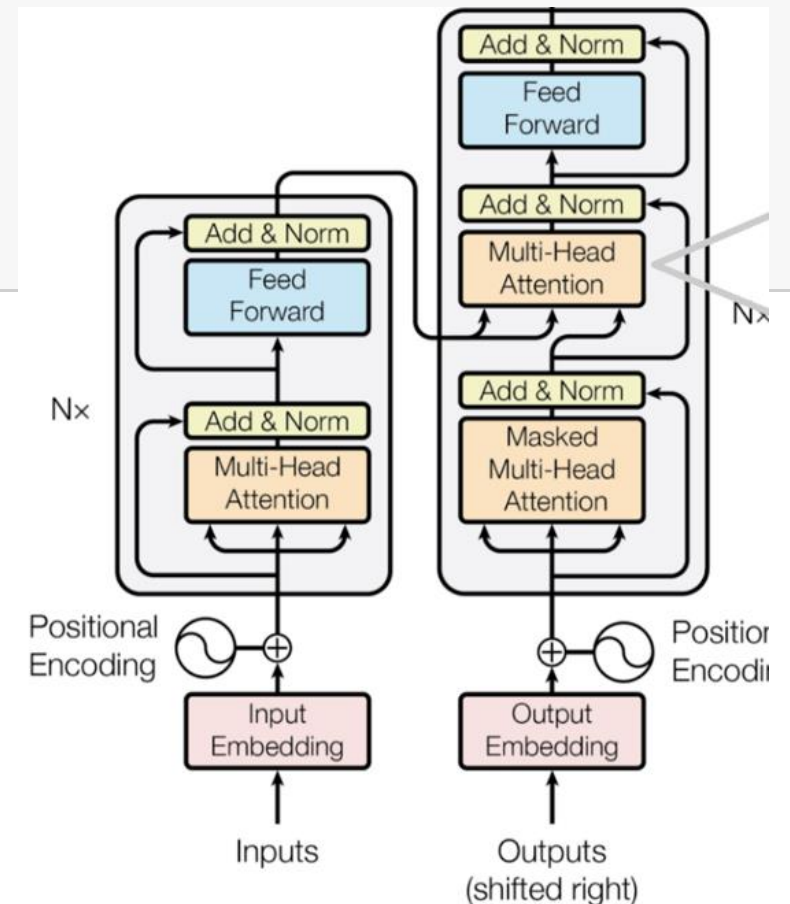 Add & Norm
Feed
Forward
Add & Norm
Multi-Head
Attention
Add & Norm
Masked
Multi-Head
Attention
Nx
Add & Norm
Feed
Forward
Nx
Add & Norm
Multi-Head
Attention
Positional
Encoding
Input
Embedding
Output
Embedding
Inputs
Outputs
(shifted right)